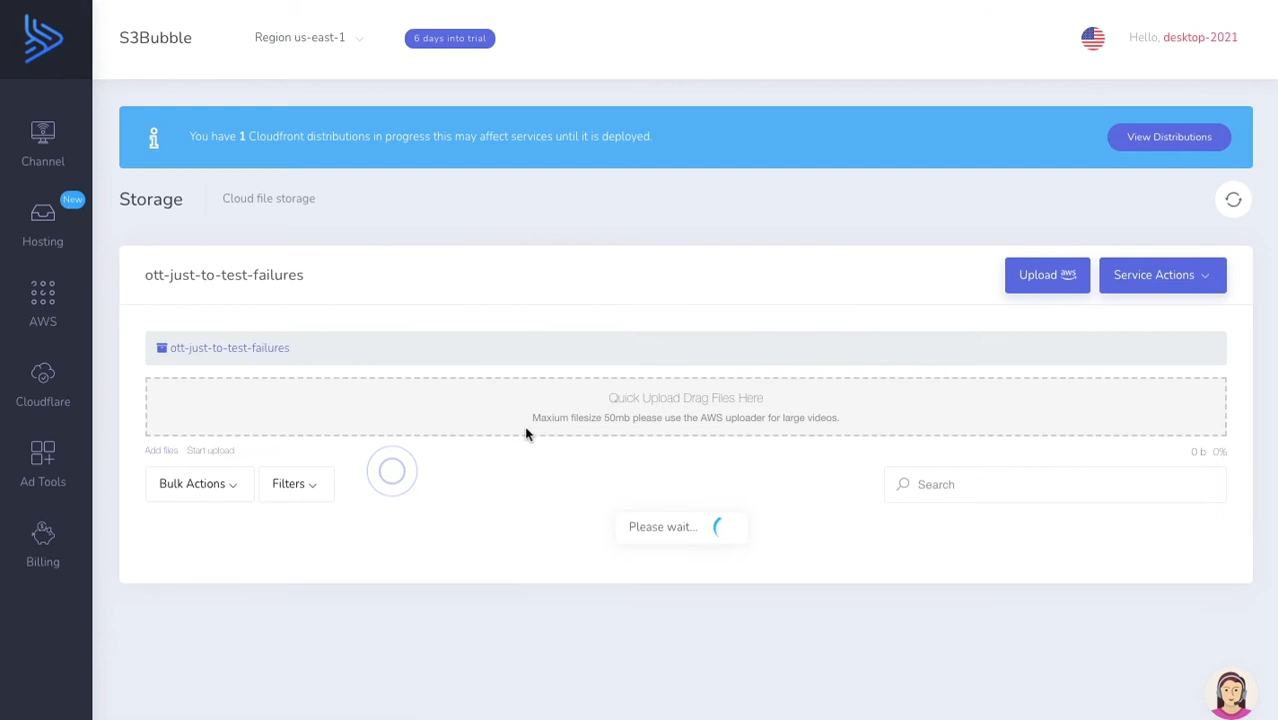 S3Bubble
Region us-east-1
6 days into trial
Hello, desktop-2021
Channel
New
Hosting
AWS
Cloudflare
Ad Tools
Billing
You have 1 Cloudfront distributions in progress this may affect services until it is deployed.
View Distributions
Storage
Cloud file storage
ott-just-to-test-failures
Upload aws
Service Actions
ott-just-to-test-failures
Quick Upload Drag Files Here
Maxium filesize 50mb please use the AWS uploader for large videos.
Add files Start upload
0 b 0%
Bulk Actions
Filters
Search
Please wait...